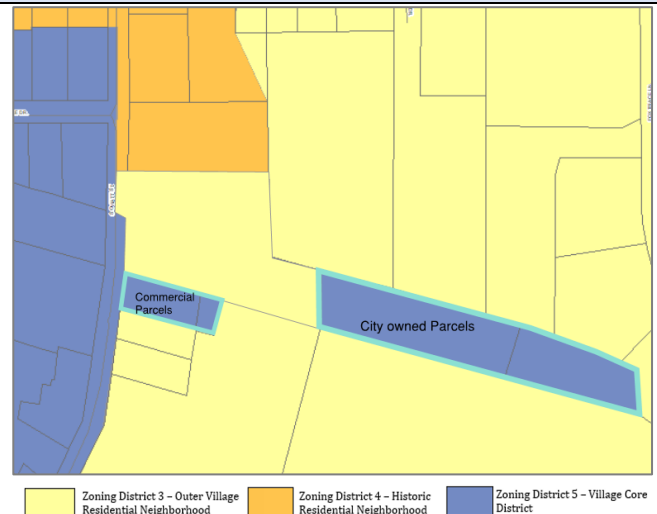 Commercial
Parcels
City owned Parcels
Zoning District 3 – Outer Village
Residential Neighborhood
Zoning District 4 – Historic
Residential Neighborhood
Zoning District 5 – Village Core
District